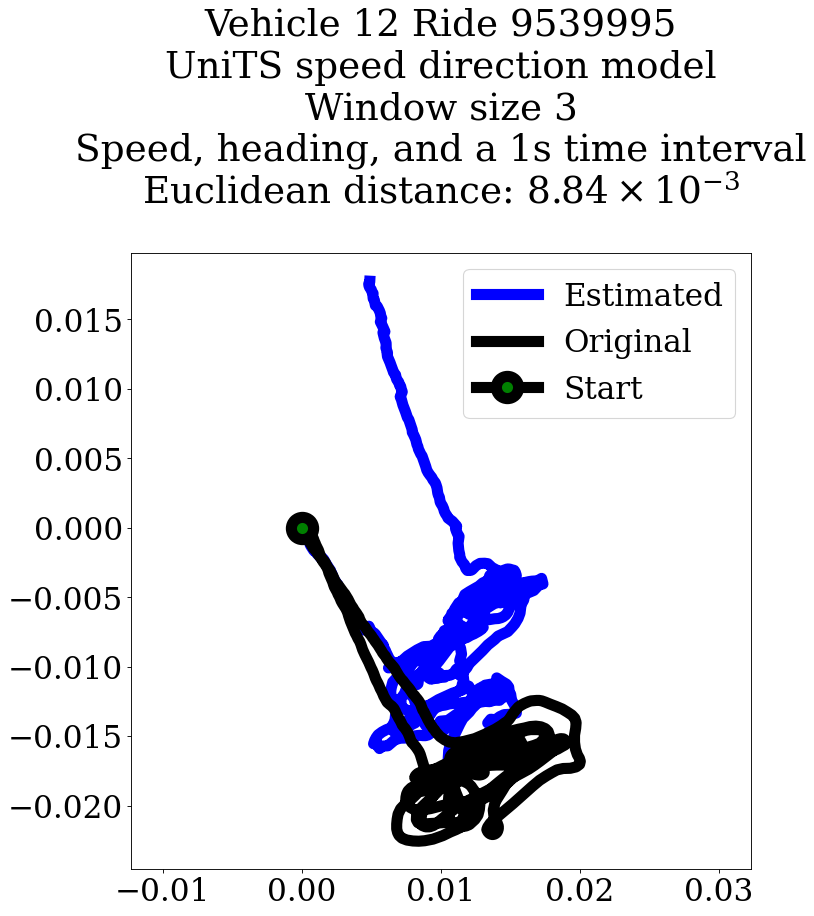 Vehicle 12 Ride 9539995
UniTS speed direction model
Window size 3
Speed, heading, and a 1s time interval
Euclidean distance: 8.84 × 10⁻³
Estimated
Original
Start
0.015
0.010
0.005
0.000
−0.005
−0.010
−0.015
−0.020
−0.01 0.00 0.01 0.02 0.03